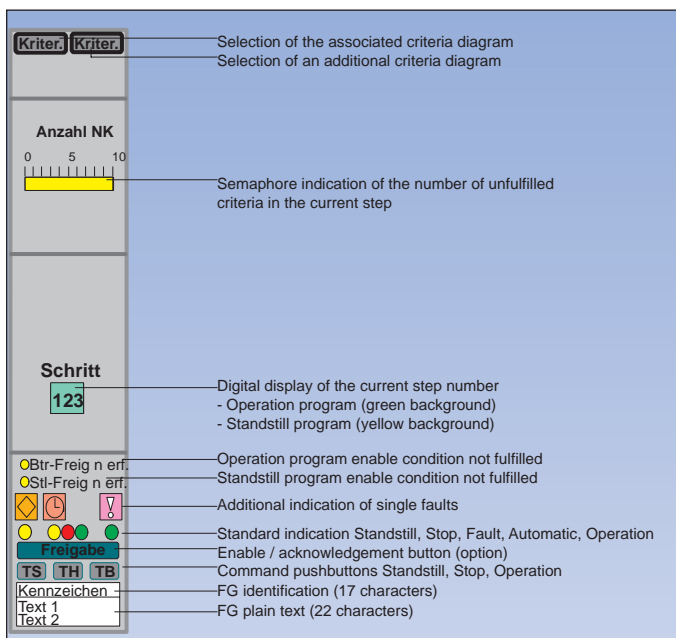 Kriter. Kriter. Selection of the associated criteria diagram
Selection of an additional criteria diagram
Anzahl NK
0 5 10
Semaphore indication of the number of unfulfilled
criteria in the current step
Schritt
123
Digital display of the current step number
- Operation program (green background)
- Standstill program (yellow background)
Btr-Freig n erf. Operation program enable condition not fulfilled
Stl-Freig n erf. Standstill program enable condition not fulfilled
! Additional indication of single faults
Standard indication Standstill, Stop, Fault, Automatic, Operation
Freigabe Enable / acknowledgement button (option)
TS TH TB Command pushbuttons Standstill, Stop, Operation
Kennzeichen FG identification (17 characters)
Text 1
Text 2 FG plain text (22 characters)